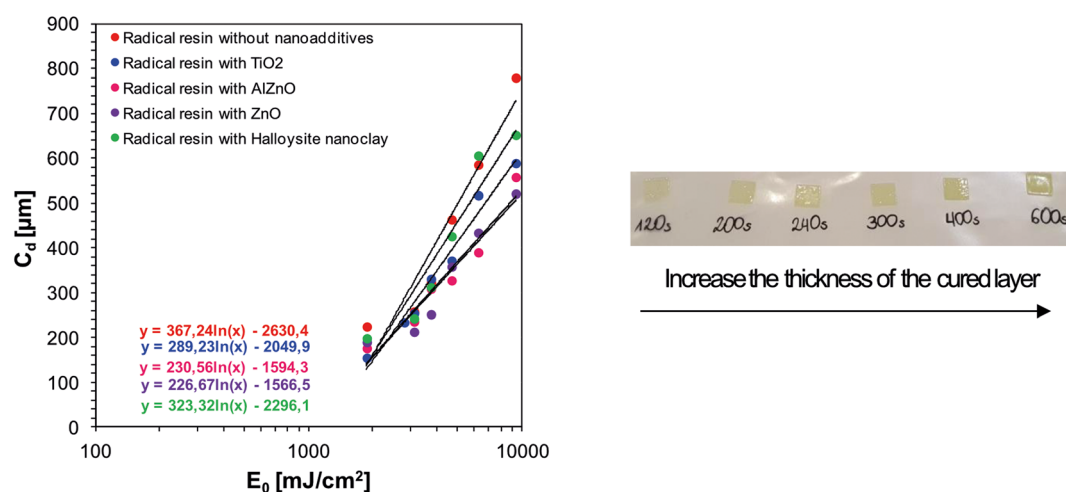 900
800
700
600
500
400
300
200
100
0
C_d [µm]
Radical resin without nanoadditives
Radical resin with TiO2
Radical resin with AlZnO
Radical resin with ZnO
Radical resin with Halloysite nanoclay
y = 367,24ln(x) - 2630,4
y = 289,23ln(x) - 2049,9
y = 230,56ln(x) - 1594,3
y = 226,67ln(x) - 1566,5
y = 323,32ln(x) - 2296,1
100 1000 10000
E₀ [mJ/cm²]
120s 200s 240s 300s 400s 600s
Increase the thickness of the cured layer